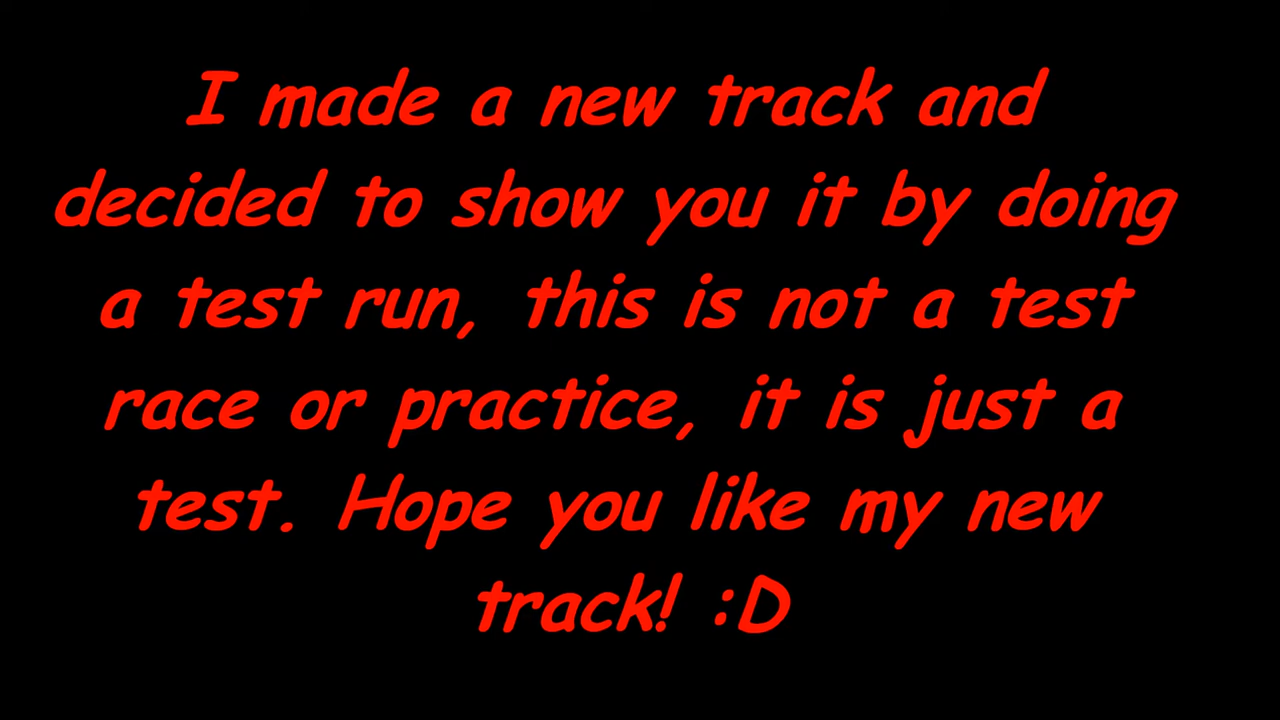 I made a new track and
decided to show you it by doing
a test run, this is not a test
race or practice, it is just a
test. Hope you like my new
track! :D